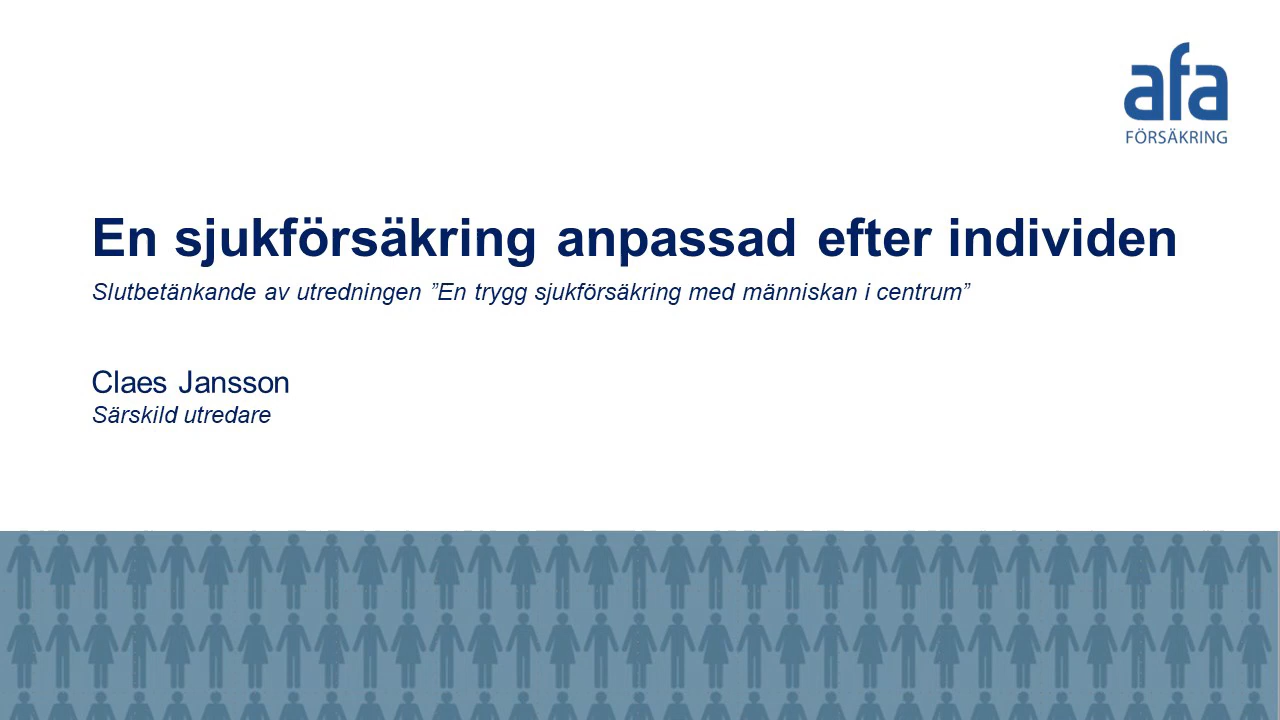 afa
FÖRSÄKRING
En sjukförsäkring anpassad efter individen
Slutbetänkande av utredningen ”En trygg sjukförsäkring med människan i centrum”
Claes Jansson
Särskild utredare